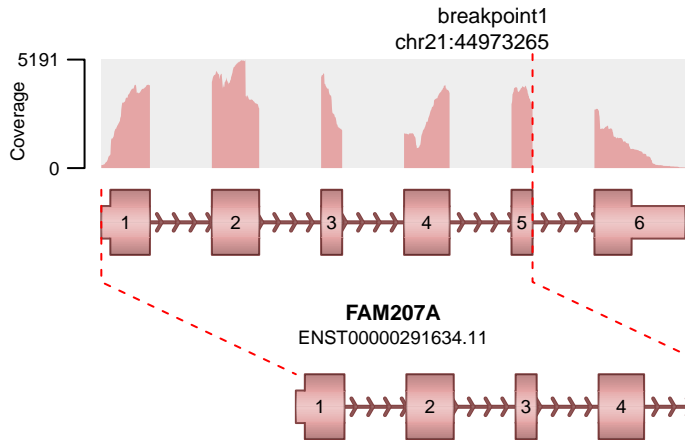 breakpoint1
chr21:44973265
5191
Coverage
0
1 2 3 4 5 6
FAM207A
ENST00000291634.11
1 2 3 4